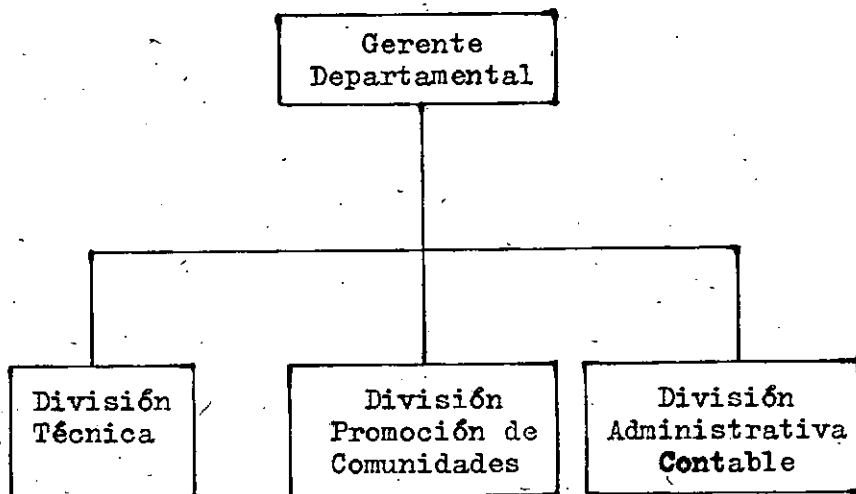 Gerente
Departamental
División
Técnica
División
Promoción de
Comunidades
División
Administrativa
Contable